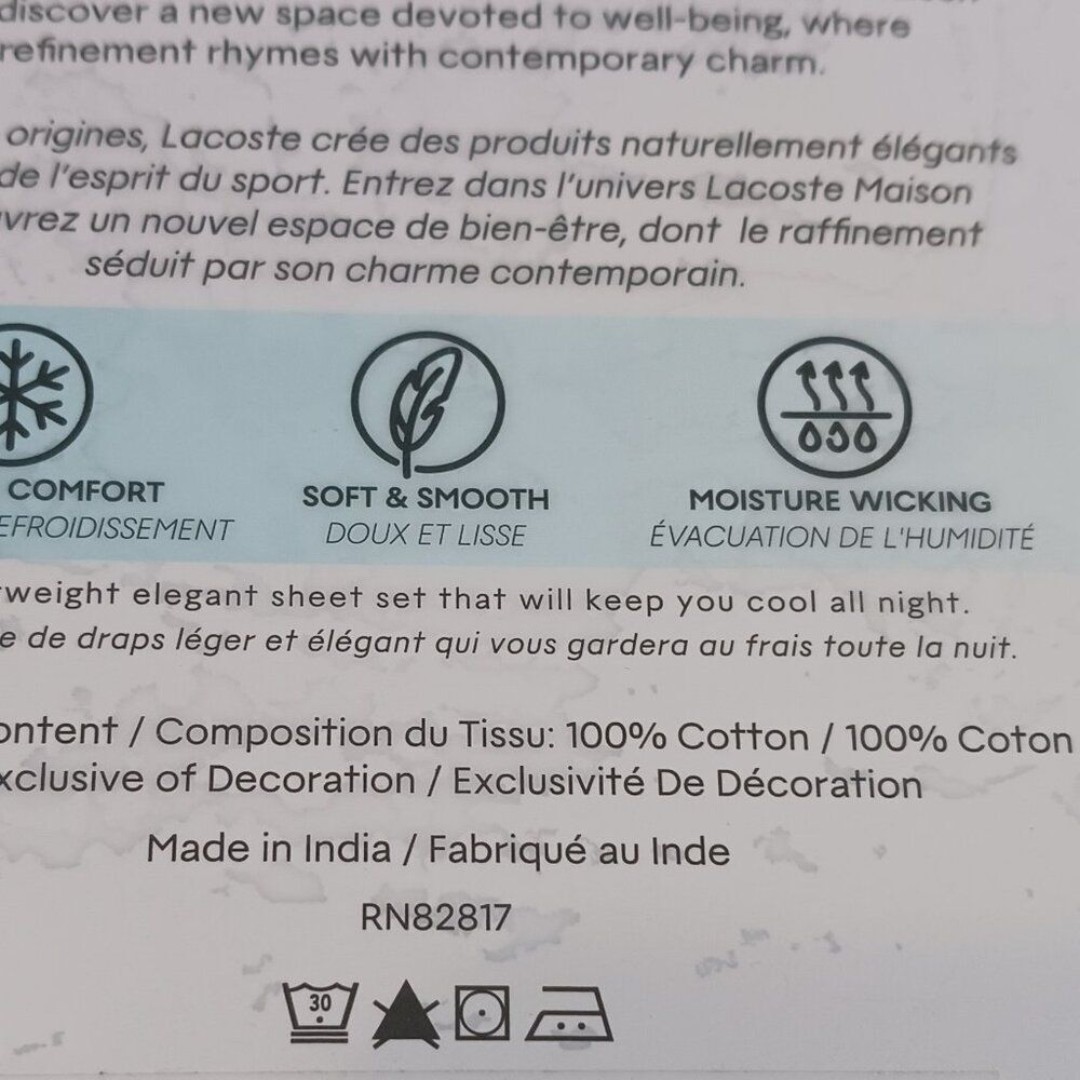 discover a new space devoted to well-being, where
refinement rhymes with contemporary charm.
origines, Lacoste crée des produits naturellement élégants
de l'esprit du sport. Entrez dans l'univers Lacoste Maison
vrez un nouvel espace de bien-être, dont le raffinement
séduit par son charme contemporain.
COMFORT
EFROIDISSEMENT
SOFT & SMOOTH
DOUX ET LISSE
MOISTURE WICKING
ÉVACUATION DE L'HUMIDITÉ
weight elegant sheet set that will keep you cool all night.
e de draps léger et élégant qui vous gardera au frais toute la nuit.
ontent / Composition du Tissu: 100% Cotton / 100% Coton
xclusive of Decoration / Exclusivité De Décoration
Made in India / Fabriqué au Inde
RN82817
30